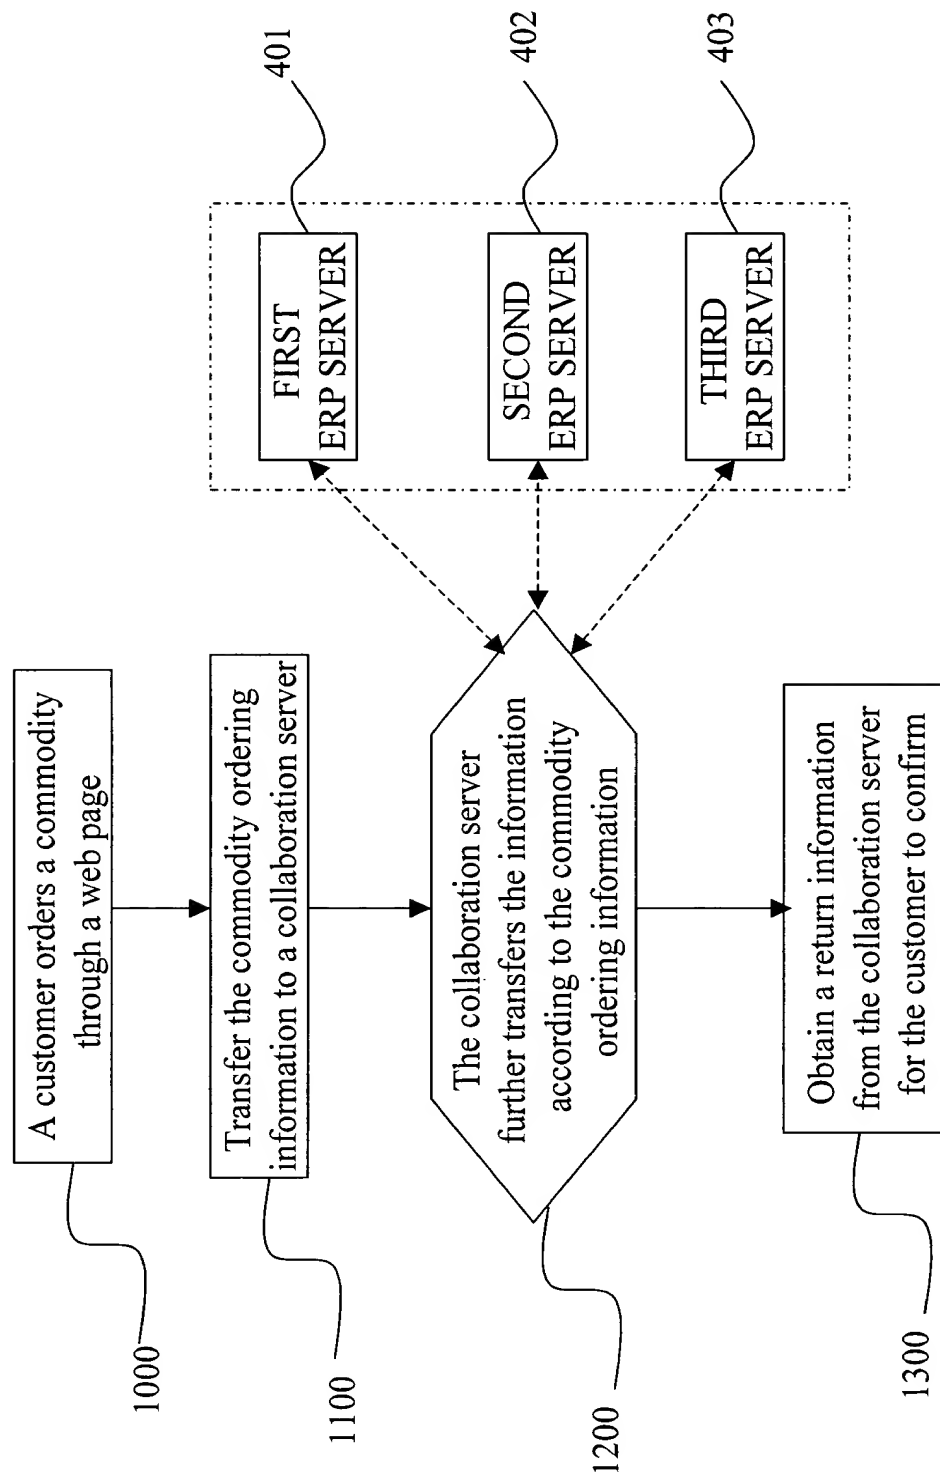 1000
A customer orders a commodity
through a web page
1100
Transfer the commodity ordering
information to a collaboration server
1200
The collaboration server
further transfers the information
according to the commodity
ordering information
1300
Obtain a return information
from the collaboration server
for the customer to confirm
FIRST
ERP SERVER
401
SECOND
ERP SERVER
402
THIRD
ERP SERVER
403